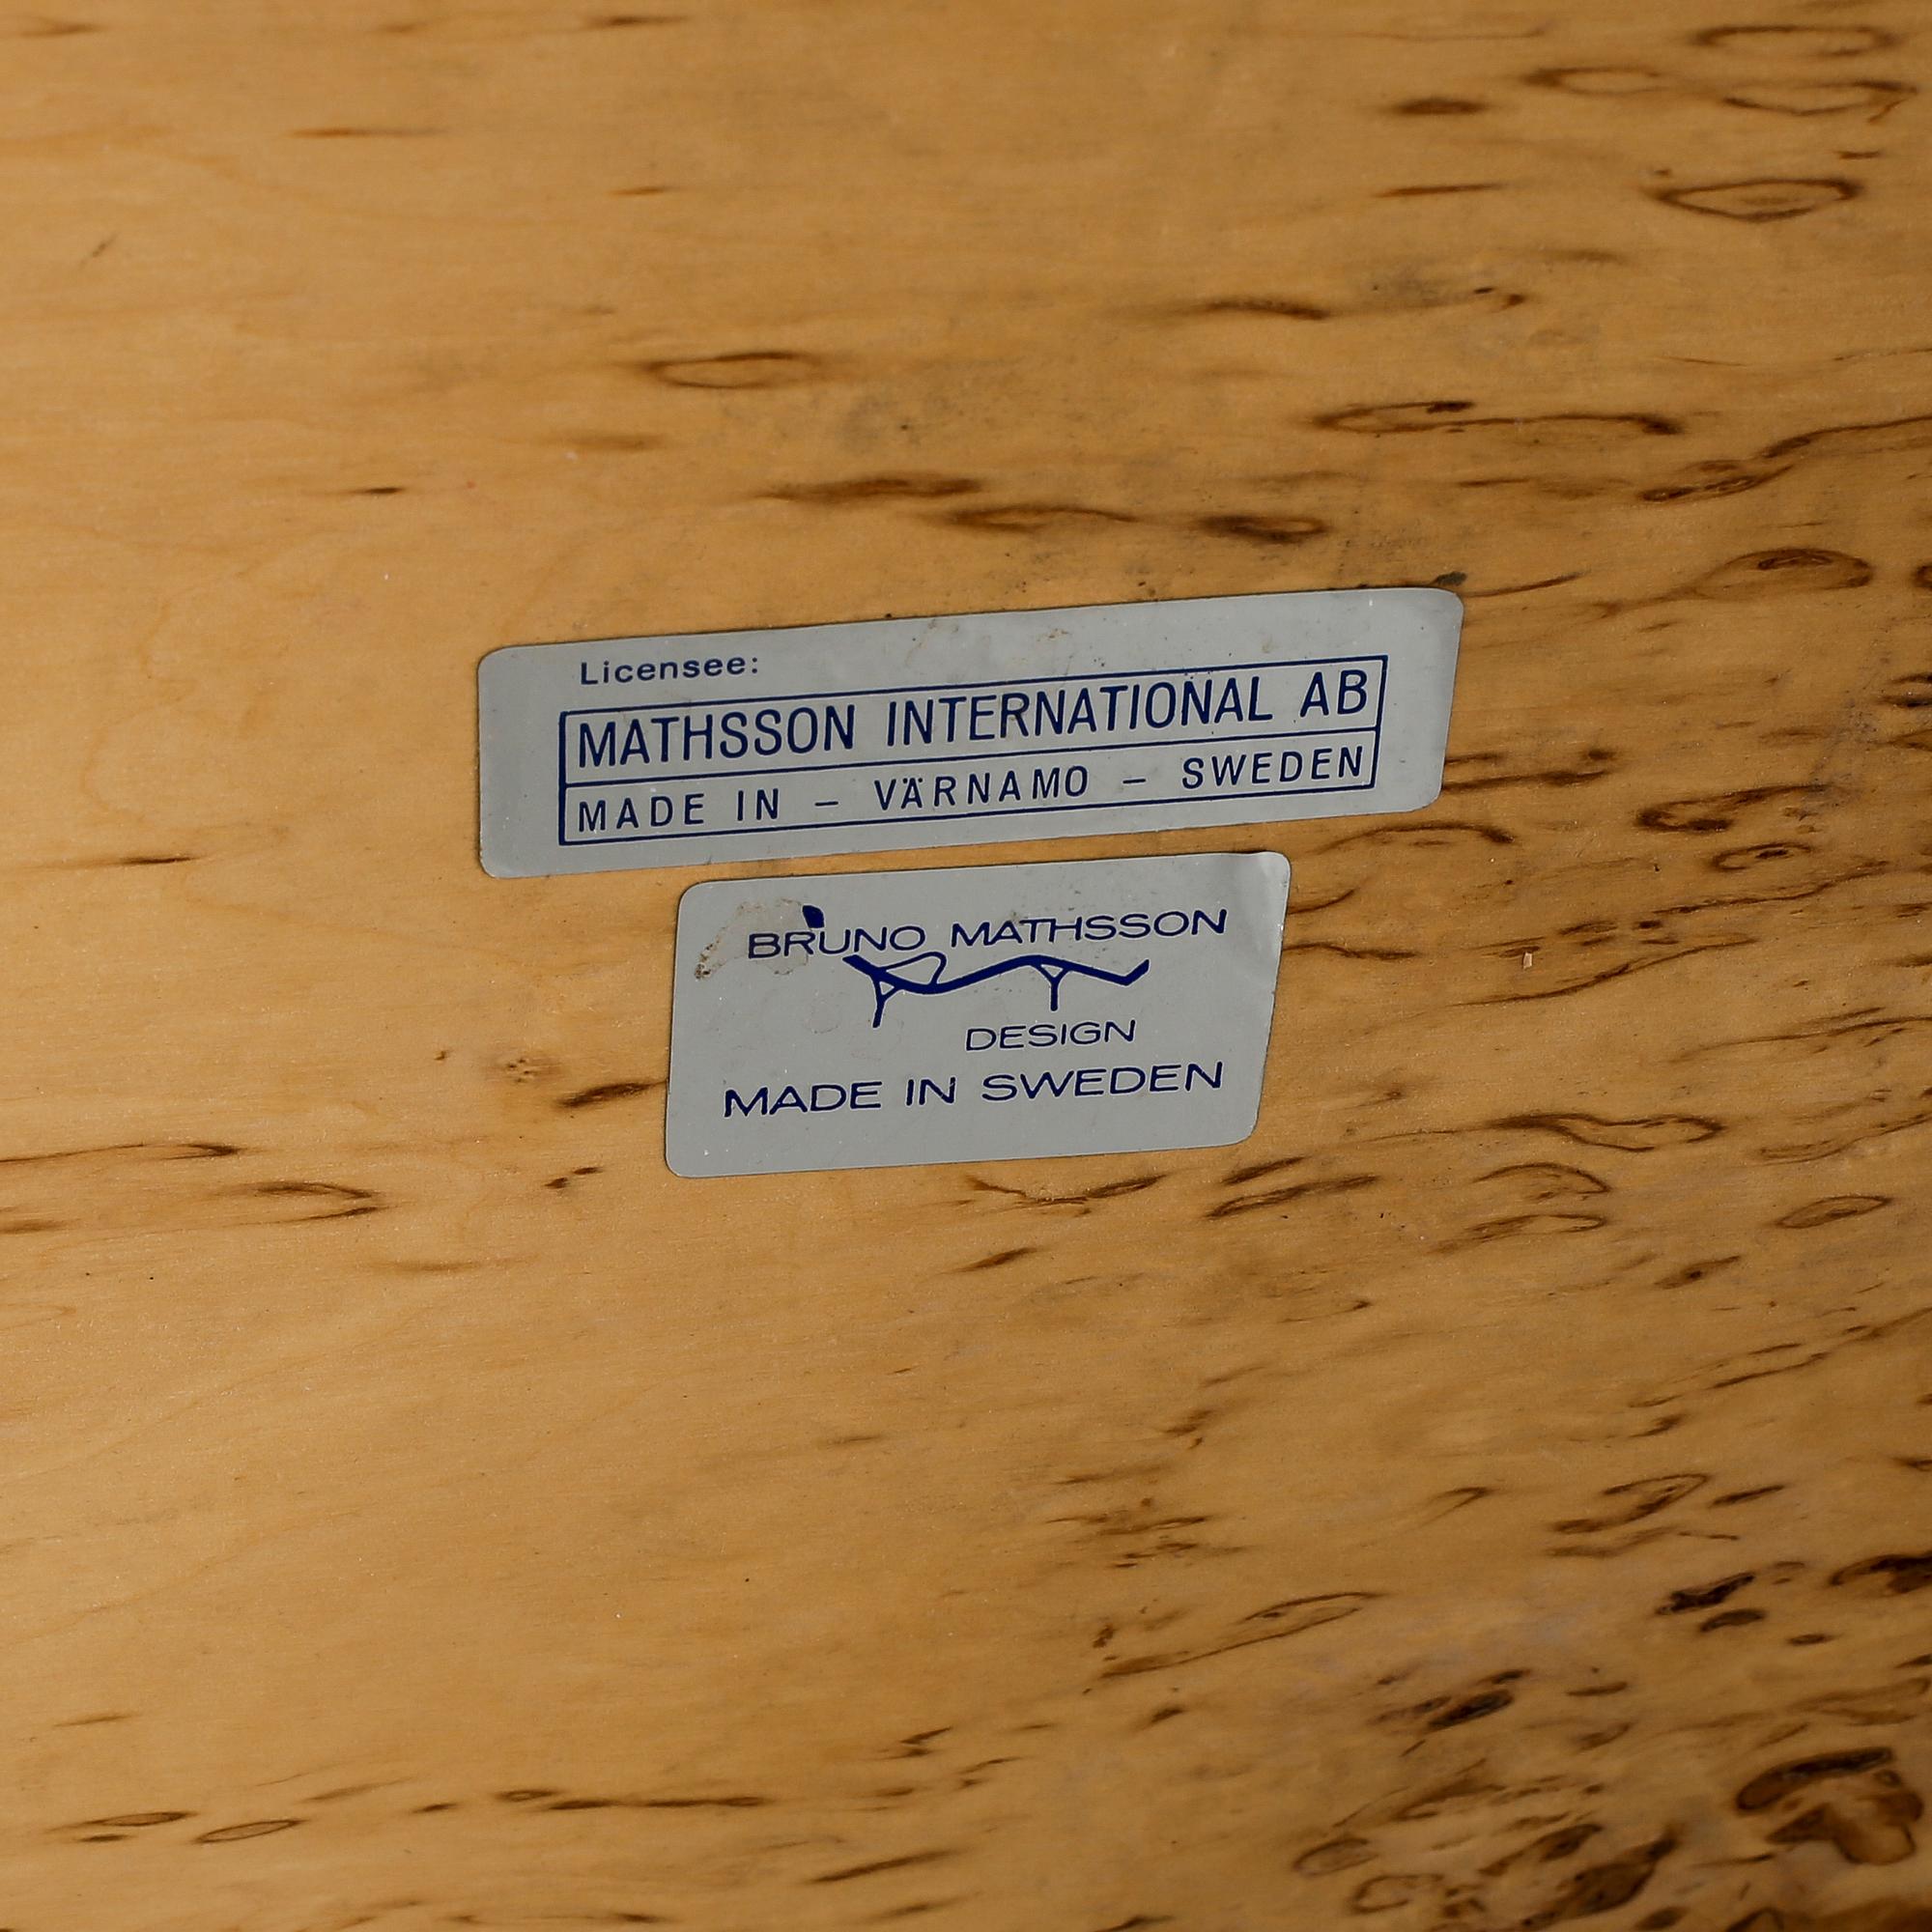 Licensee:
MATHSSON INTERNATIONAL AB
MADE IN – VÄRNAMO – SWEDEN
BRUNO MATHSSON
DESIGN
MADE IN SWEDEN